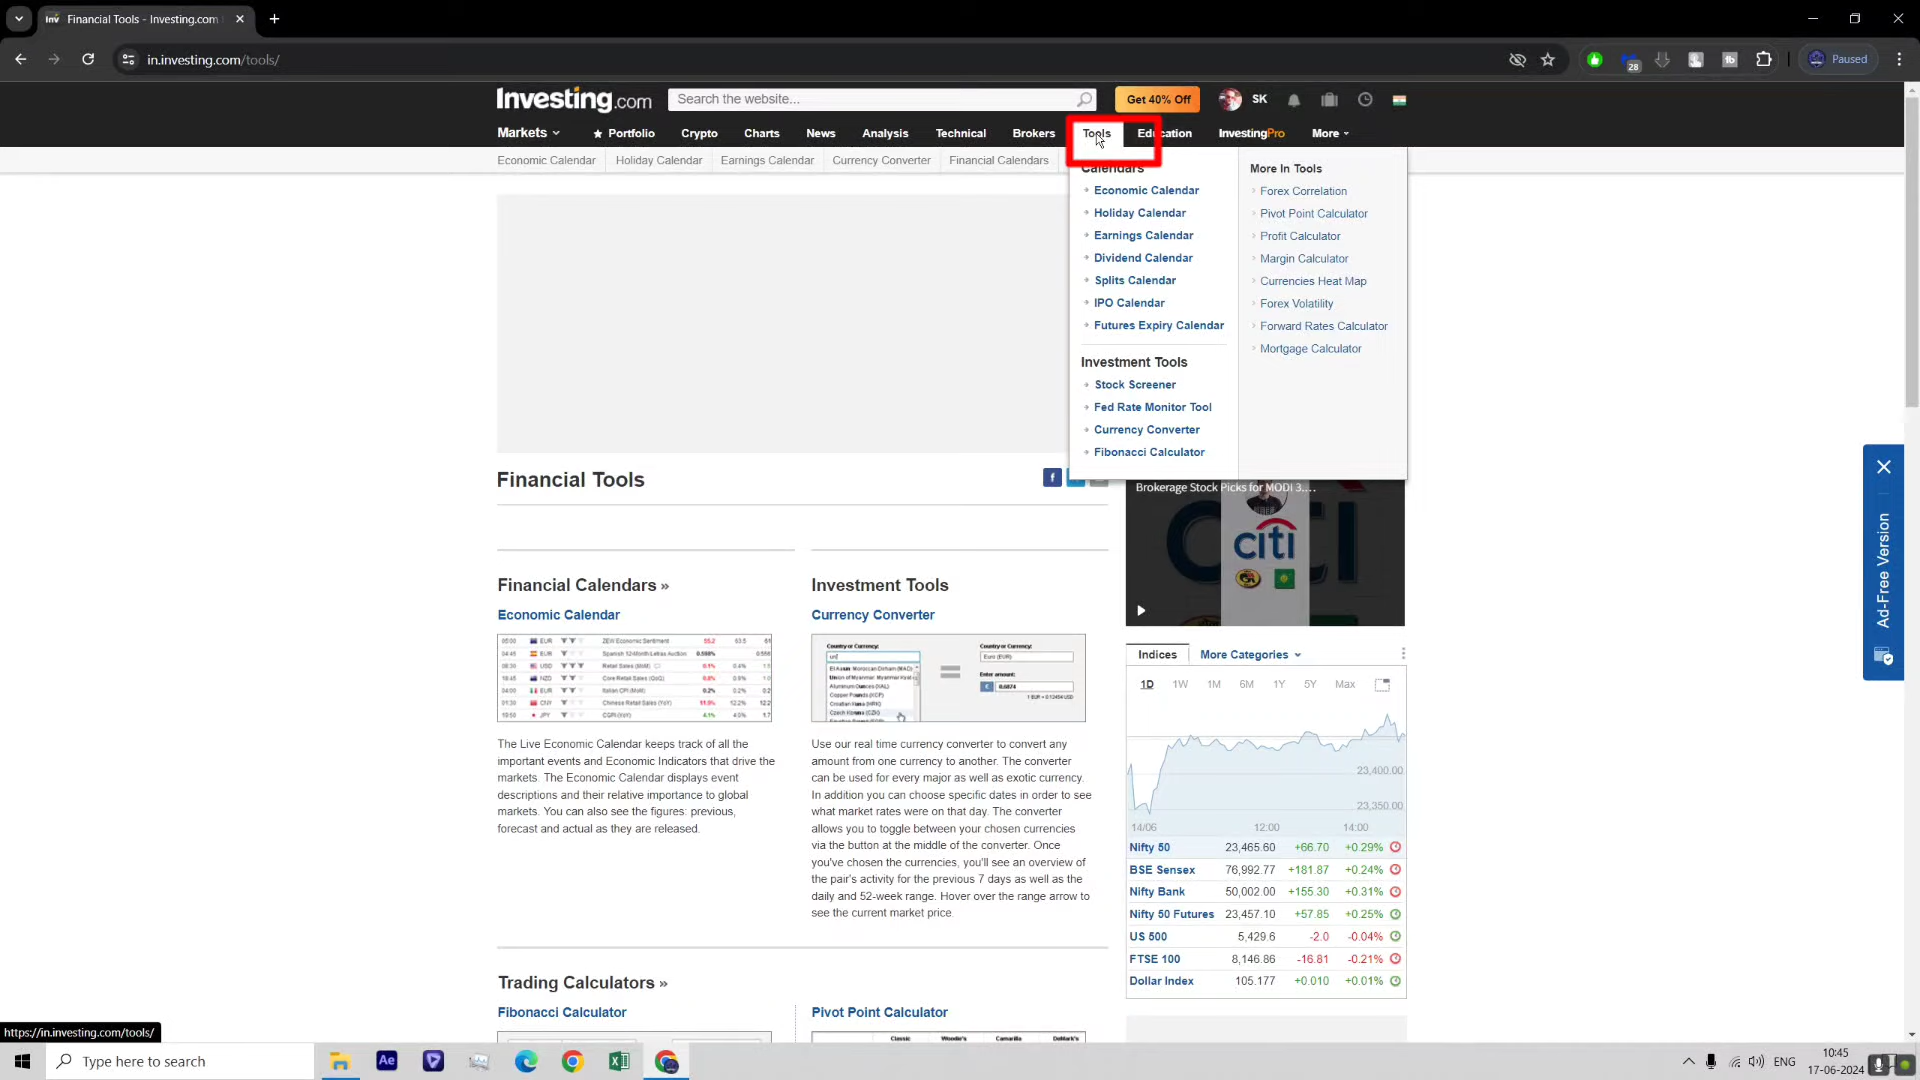 Financial Tools - Investing.com
in.investing.com/tools/
28
Paused
Investing.com
Search the website...
Get 40% Off
SK
Markets
Portfolio
Crypto
Charts
News
Analysis
Technical
Brokers
Tools
Education
InvestingPro
More
Economic Calendar
Holiday Calendar
Earnings Calendar
Currency Converter
Financial Calendars
Calendars
Economic Calendar
Holiday Calendar
Earnings Calendar
Dividend Calendar
Splits Calendar
IPO Calendar
Futures Expiry Calendar
Investment Tools
Stock Screener
Fed Rate Monitor Tool
Currency Converter
Fibonacci Calculator
More In Tools
Forex Correlation
Pivot Point Calculator
Profit Calculator
Margin Calculator
Currencies Heat Map
Forex Volatility
Forward Rates Calculator
Mortgage Calculator
Financial Tools
Financial Calendars »
Economic Calendar
The Live Economic Calendar keeps track of all the
important events and Economic Indicators that drive the
markets. The Economic Calendar displays event
descriptions and their relative importance to global
markets. You can also see the figures: previous,
forecast and actual as they are released.
Investment Tools
Currency Converter
Country or Currency:
Euro (EUR)
Enter amount:
Use our real time currency converter to convert any
amount from one currency to another. The converter
can be used for every major as well as exotic currency.
In addition you can choose specific dates in order to see
what market rates were on that day. The converter
allows you to toggle between your chosen currencies
via the button at the middle of the converter. Once
you've chosen the currencies, you'll see an overview of
the pair's activity for the previous 7 days as well as the
daily and 52-week range. Hover over the range arrow to
see the current market price.
Trading Calculators »
Fibonacci Calculator
Pivot Point Calculator
Classic Woodie's Camarilla DeMark's
Brokerage Stock Picks for MODI 3....
citi
Ad-Free Version
Indices
More Categories
1D 1W 1M 6M 1Y 5Y Max
23,400.00
23,350.00
14/06 12:00 14:00
Nifty 50 23,465.60 +66.70 +0.29%
BSE Sensex 76,992.77 +181.87 +0.24%
Nifty Bank 50,002.00 +155.30 +0.31%
Nifty 50 Futures 23,457.10 +57.85 +0.25%
US 500 5,429.6 -2.0 -0.04%
FTSE 100 8,146.86 -16.81 -0.21%
Dollar Index 105.177 +0.010 +0.01%
https://in.investing.com/tools/
Type here to search
Ae
ENG
10:45
17-06-2024